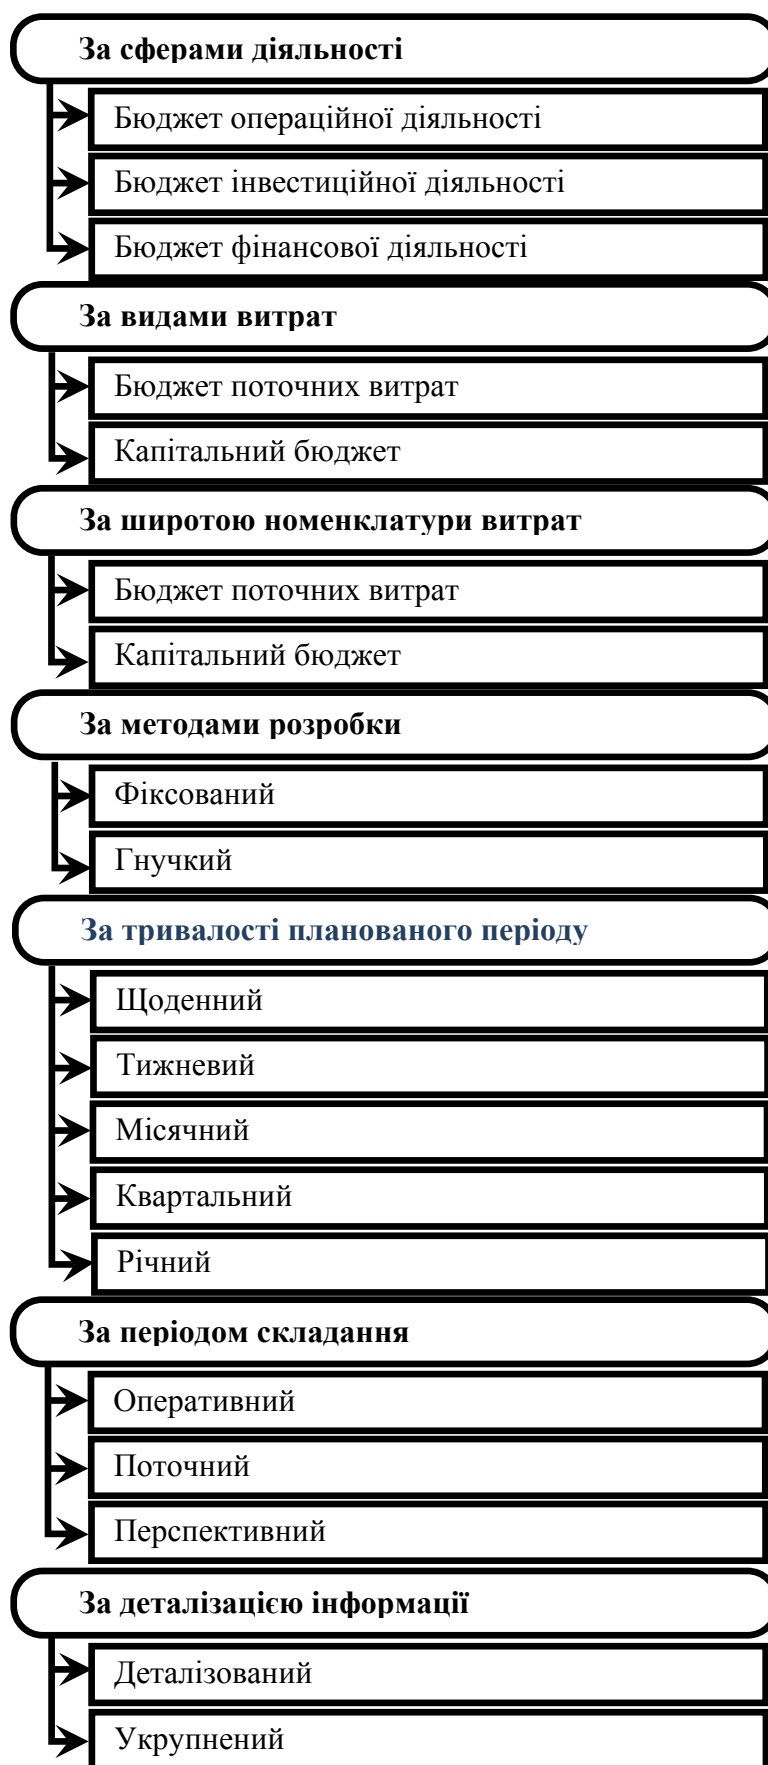 За сферами діяльності
Бюджет операційної діяльності
Бюджет інвестиційної діяльності
Бюджет фінансової діяльності
За видами витрат
Бюджет поточних витрат
Капітальний бюджет
За широтою номенклатури витрат
Бюджет поточних витрат
Капітальний бюджет
За методами розробки
Фіксований
Гнучкий
За тривалості планованого періоду
Щоденний
Тижневий
Місячний
Квартальний
Річний
За періодом складання
Оперативний
Поточний
Перспективний
За деталізацією інформації
Деталізований
Укрупнений